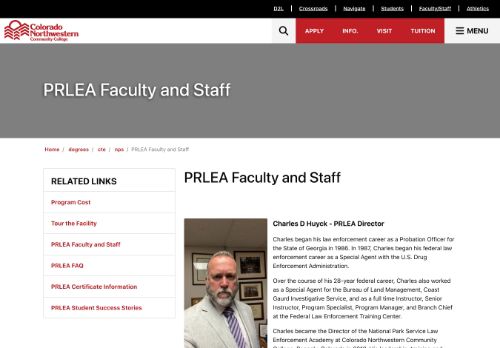 D2L | Crossroads | Navigate | Students | Faculty/Staff | Athletics
Colorado
Northwestern
Community College
APPLY INFO. VISIT TUITION MENU
PRLEA Faculty and Staff
Home / degrees / cte / nps / PRLEA Faculty and Staff
RELATED LINKS
Program Cost
Tour the Facility
PRLEA Faculty and Staff
PRLEA FAQ
PRLEA Certificate Information
PRLEA Student Success Stories
PRLEA Faculty and Staff
Charles D Huyck - PRLEA Director
Charles began his law enforcement career as a Probation Officer for
the State of Georgia in 1986. In 1987, Charles began his federal law
enforcement career as a Special Agent with the U.S. Drug
Enforcement Administration.
Over the course of his 28-year federal career, Charles also worked
as a Special Agent for the Bureau of Land Management, Coast
Gaurd Investigative Service, and as a full time Instructor, Senior
Instructor, Program Specialist, Program Manager, and Branch Chief
at the Federal Law Enforcement Training Center.
Charles became the Director of the National Park Service Law
Enforcement Academy at Colorado Northwestern Community